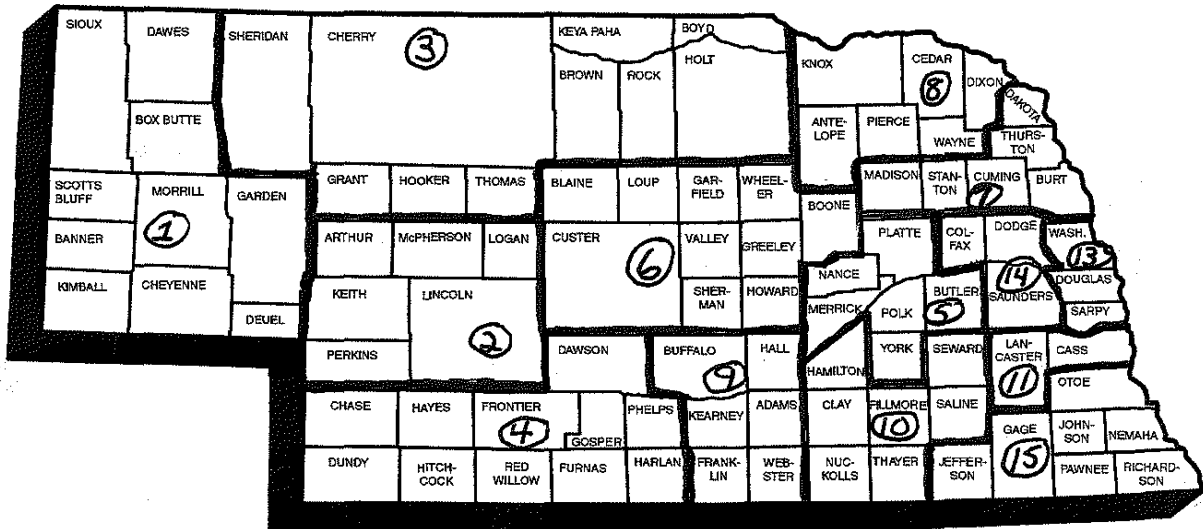 SIOUX
DAWES
SHERIDAN
CHERRY
3
KEYA PAHA
BOYD
BROWN
ROCK
HOLT
KNOX
CEDAR
8
DIXON
DAKOTA
BOX BUTTE
ANTE-
LOPE
PIERCE
WAYNE
THURS-
TON
SCOTTS
BLUFF
MORRILL
1
GARDEN
GRANT
HOOKER
THOMAS
BLAINE
LOUP
GAR-
FIELD
WHEEL-
ER
BOONE
MADISON
STAN-
TON
CUMING
7
BURT
BANNER
ARTHUR
McPHERSON
LOGAN
CUSTER
6
VALLEY
GREELEY
PLATTE
COL-
FAX
DODGE
WASH.
13
KIMBALL
CHEYENNE
DEUEL
KEITH
LINCOLN
2
SHER-
MAN
HOWARD
NANCE
MERRICK
POLK
BUTLER
5
14
SAUNDERS
DOUGLAS
SARPY
PERKINS
DAWSON
BUFFALO
9
HALL
HAMILTON
YORK
SEWARD
LAN-
CASTER
11
CASS
OTOE
CHASE
HAYES
FRONTIER
4
GOSPER
PHELPS
KEARNEY
ADAMS
CLAY
FILLMORE
10
SALINE
GAGE
15
JOHN-
SON
NEMAHA
DUNDY
HITCH-
COCK
RED
WILLOW
FURNAS
HARLAN
FRANK-
LIN
WEB-
STER
NUC-
KOLLS
THAYER
JEFFER-
SON
PAWNEE
RICHARD-
SON